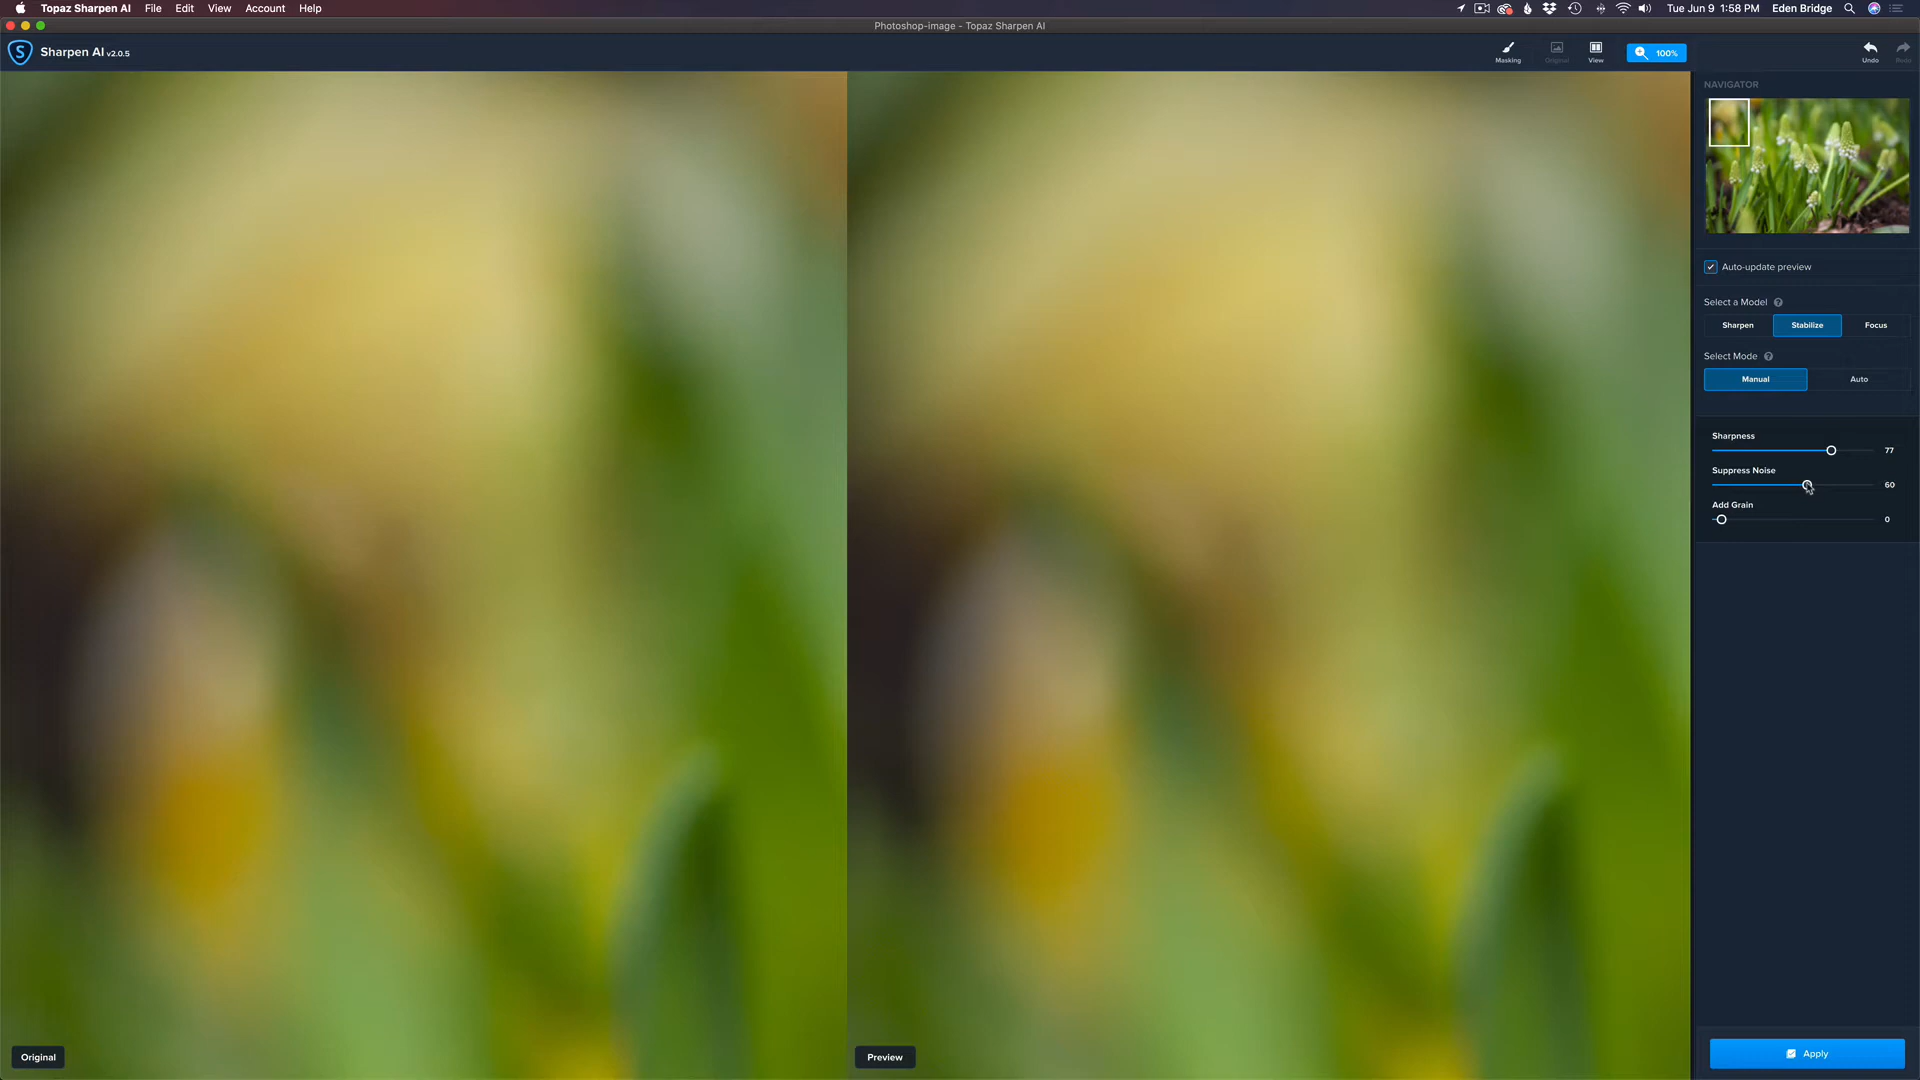 Topaz Sharpen AI File Edit View Account Help Tue Jun 9 1:58 PM Eden Bridge
Photoshop-image - Topaz Sharpen AI
S Sharpen AI v2.0.5 Masking Original View 100% Undo Redo
NAVIGATOR
Auto-update preview
Select a Model ?
Sharpen Stabilize Focus
Select Mode ?
Manual Auto
Sharpness
77
Suppress Noise
60
Add Grain
0
Original Preview Apply